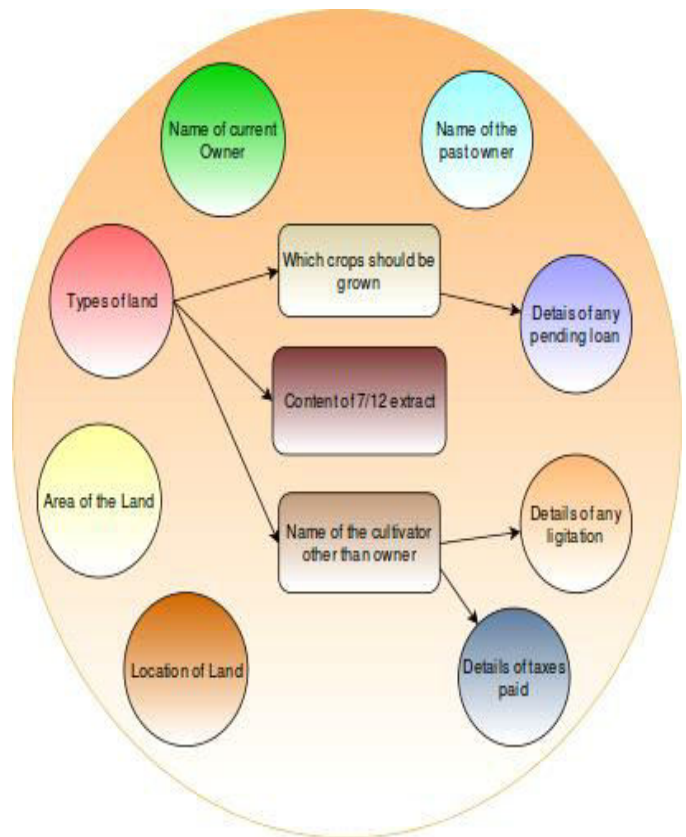 Name of current
Owner
Name of the
past owner
Which crops should be
grown
Types of land
Detais of any
pending loan
Content of 7/12 extract
Area of the Land
Name of the cultivator
other than owner
Details of any
ligitation
Location of Land
Details of taxes
paid